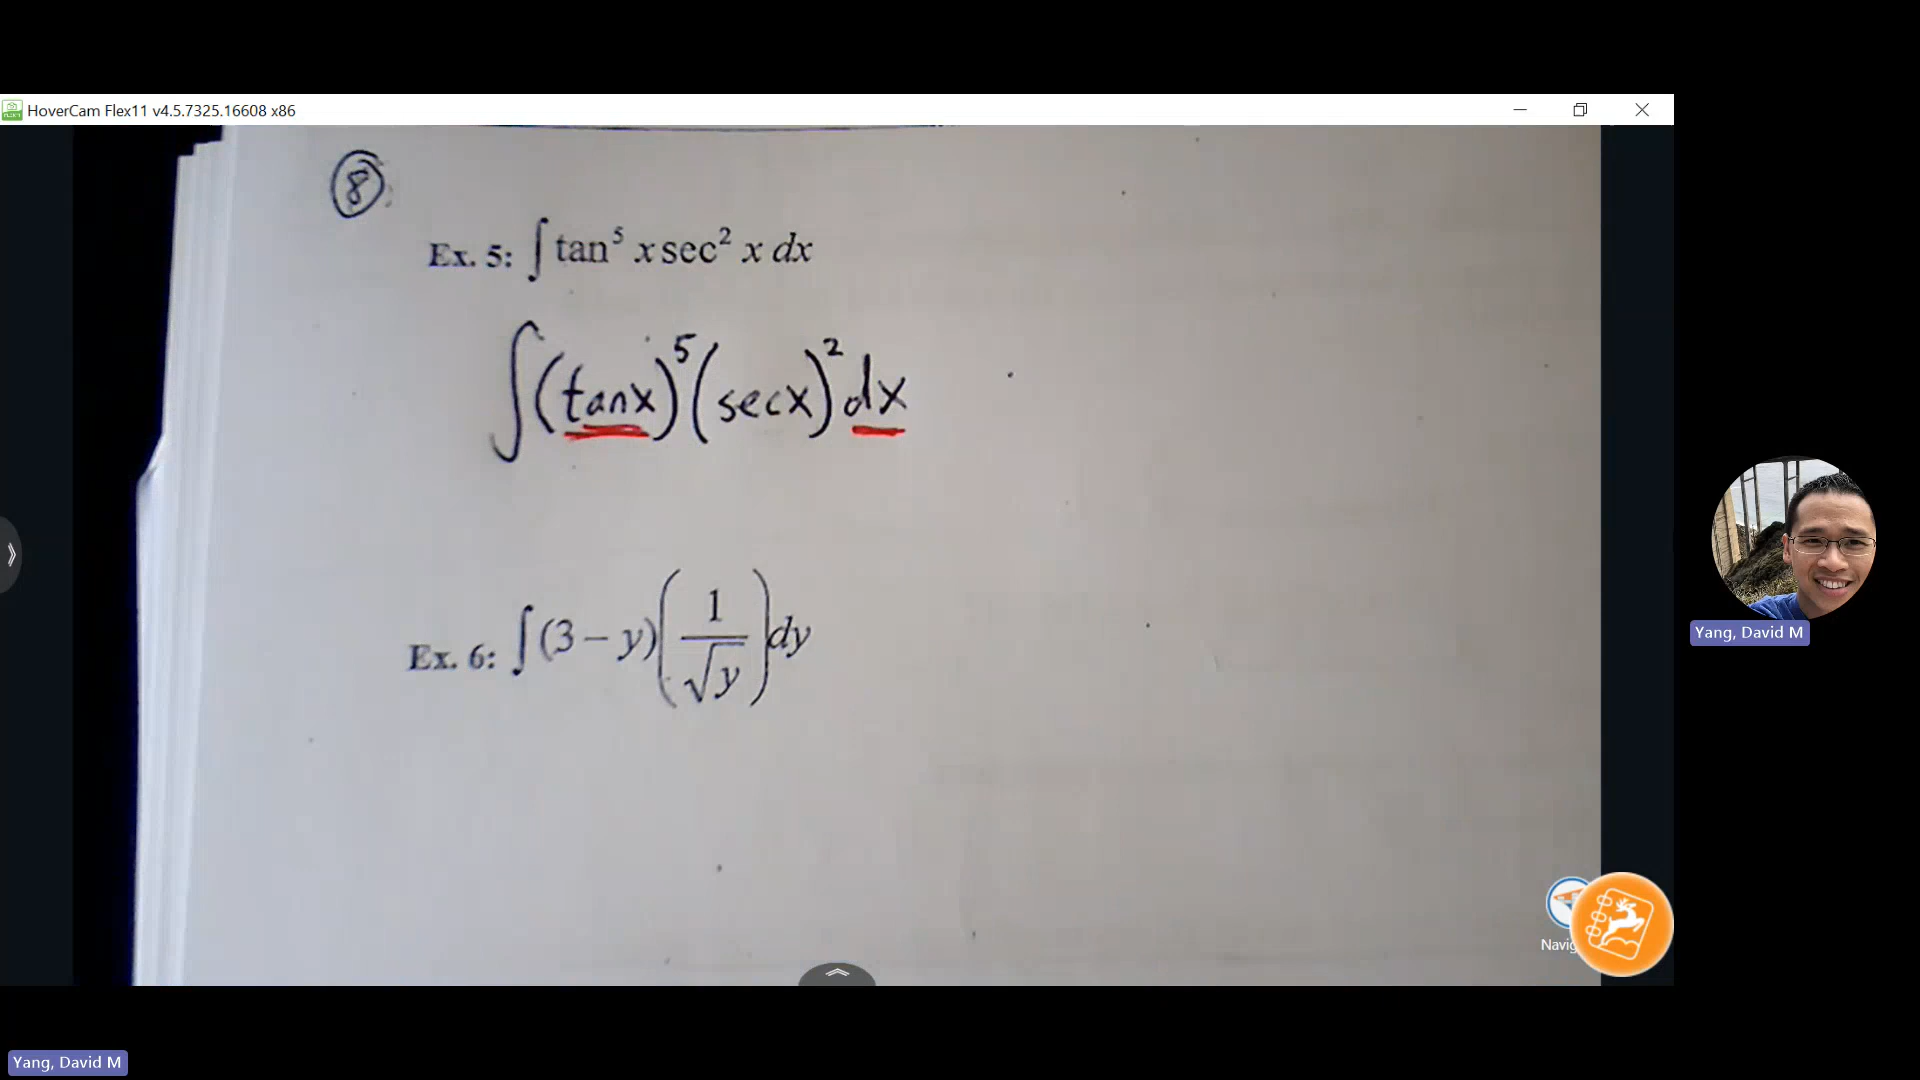 HoverCam Flex11 v4.5.7325.16608 x86
8
Ex. 5: ∫ tan⁵ x sec² x dx
∫ (tanx)⁵ (secx)² dx
Ex. 6: ∫ (3 − y) (1/√y) dy
Yang, David M
Yang, David M